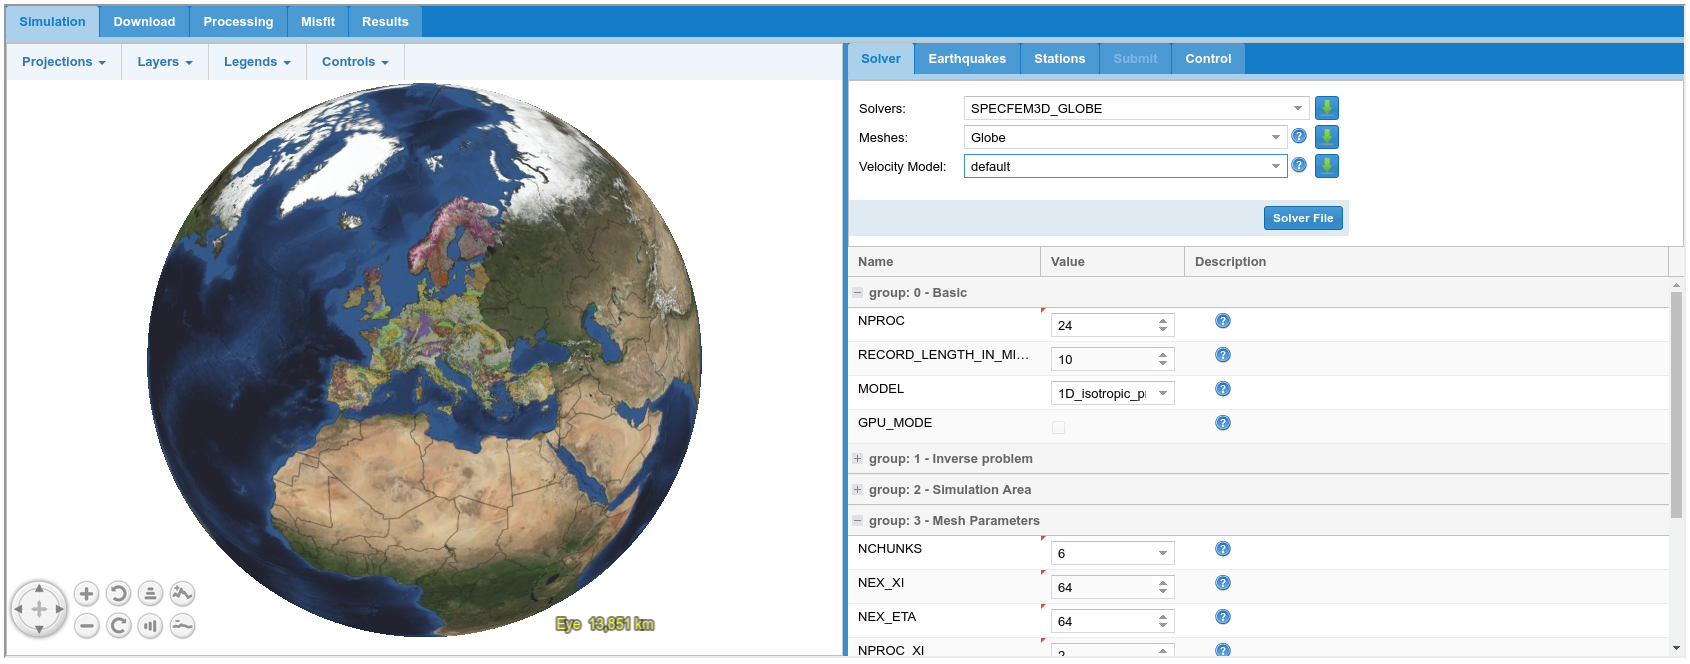 Simulation Download Processing Misfit Results
Projections Layers Legends Controls
Eye 13,851 km
Solver Earthquakes Stations Submit Control
Solvers: SPECFEM3D_GLOBE
Meshes: Globe
Velocity Model: default
Solver File
Name Value Description
group: 0 - Basic
NPROC 24
RECORD_LENGTH_IN_MI... 10
MODEL 1D_isotropic_p
GPU_MODE
group: 1 - Inverse problem
group: 2 - Simulation Area
group: 3 - Mesh Parameters
NCHUNKS 6
NEX_XI 64
NEX_ETA 64
NPROC_XI 2